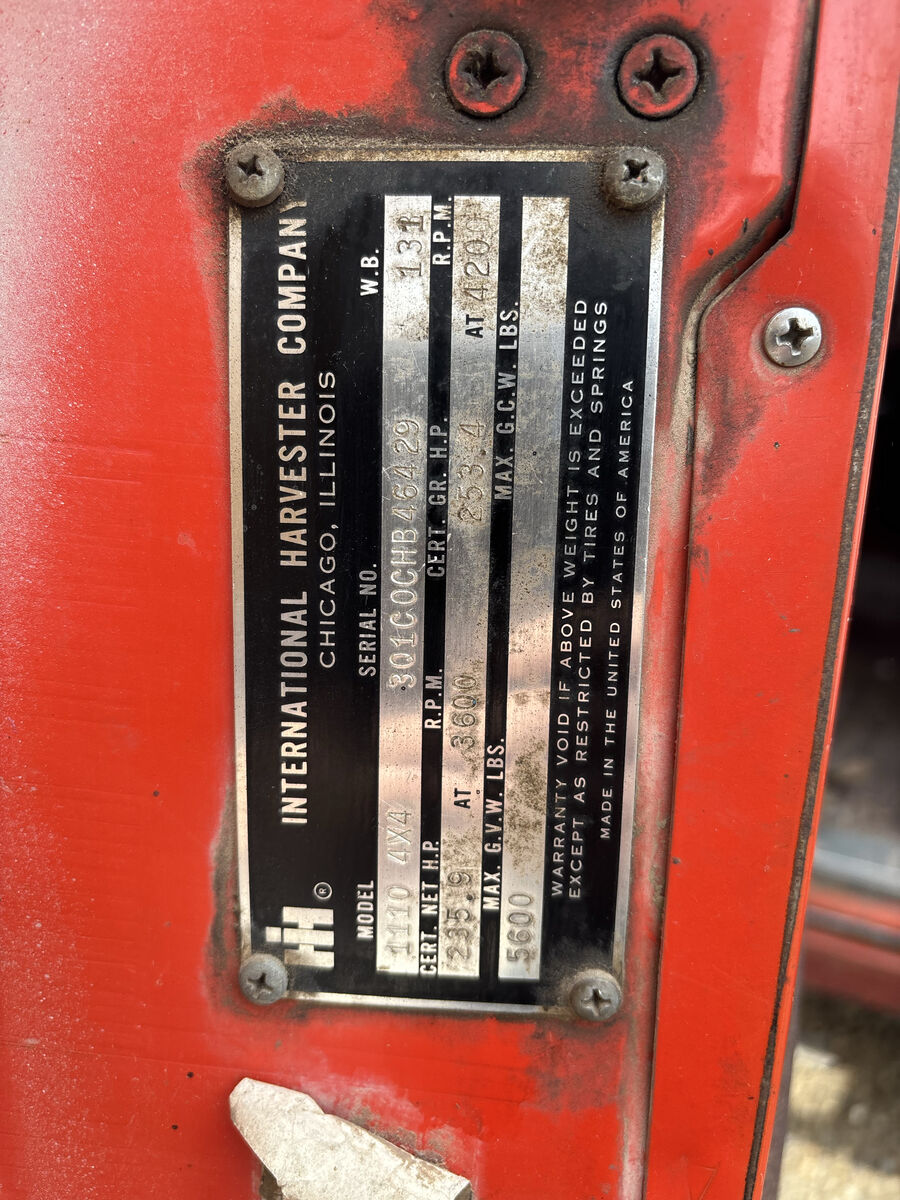 IH ® INTERNATIONAL HARVESTER COMPANY
CHICAGO, ILLINOIS
MODEL SERIAL NO. W.B.
1110 4X4 301C0CHB46429 131
CERT. NET H.P. R.P.M. CERT. GR. H.P. R.P.M.
235.9 AT 3600 253.4 AT 4200
MAX. G.V.W. LBS. MAX. G.C.W. LBS.
5600
WARRANTY VOID IF ABOVE WEIGHT IS EXCEEDED
EXCEPT AS RESTRICTED BY TIRES AND SPRINGS
MADE IN THE UNITED STATES OF AMERICA